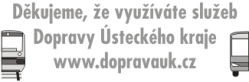 Děkujeme, že využíváte služeb
Dopravy Ústeckého kraje
www.dopravauk.cz